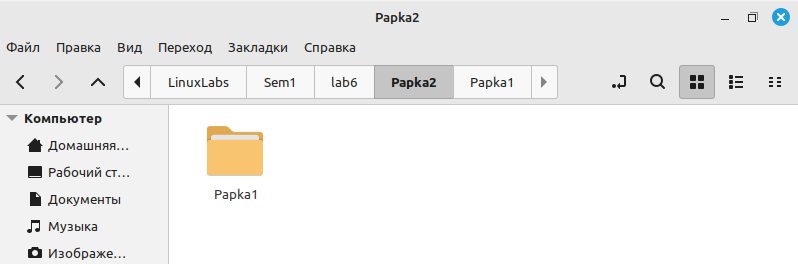 Papka2
Файл Правка Вид Переход Закладки Справка
LinuxLabs Sem1 lab6 Papka2 Papka1
Компьютер
Домашняя...
Рабочий ст...
Документы
Музыка
Изображе...
Papka1